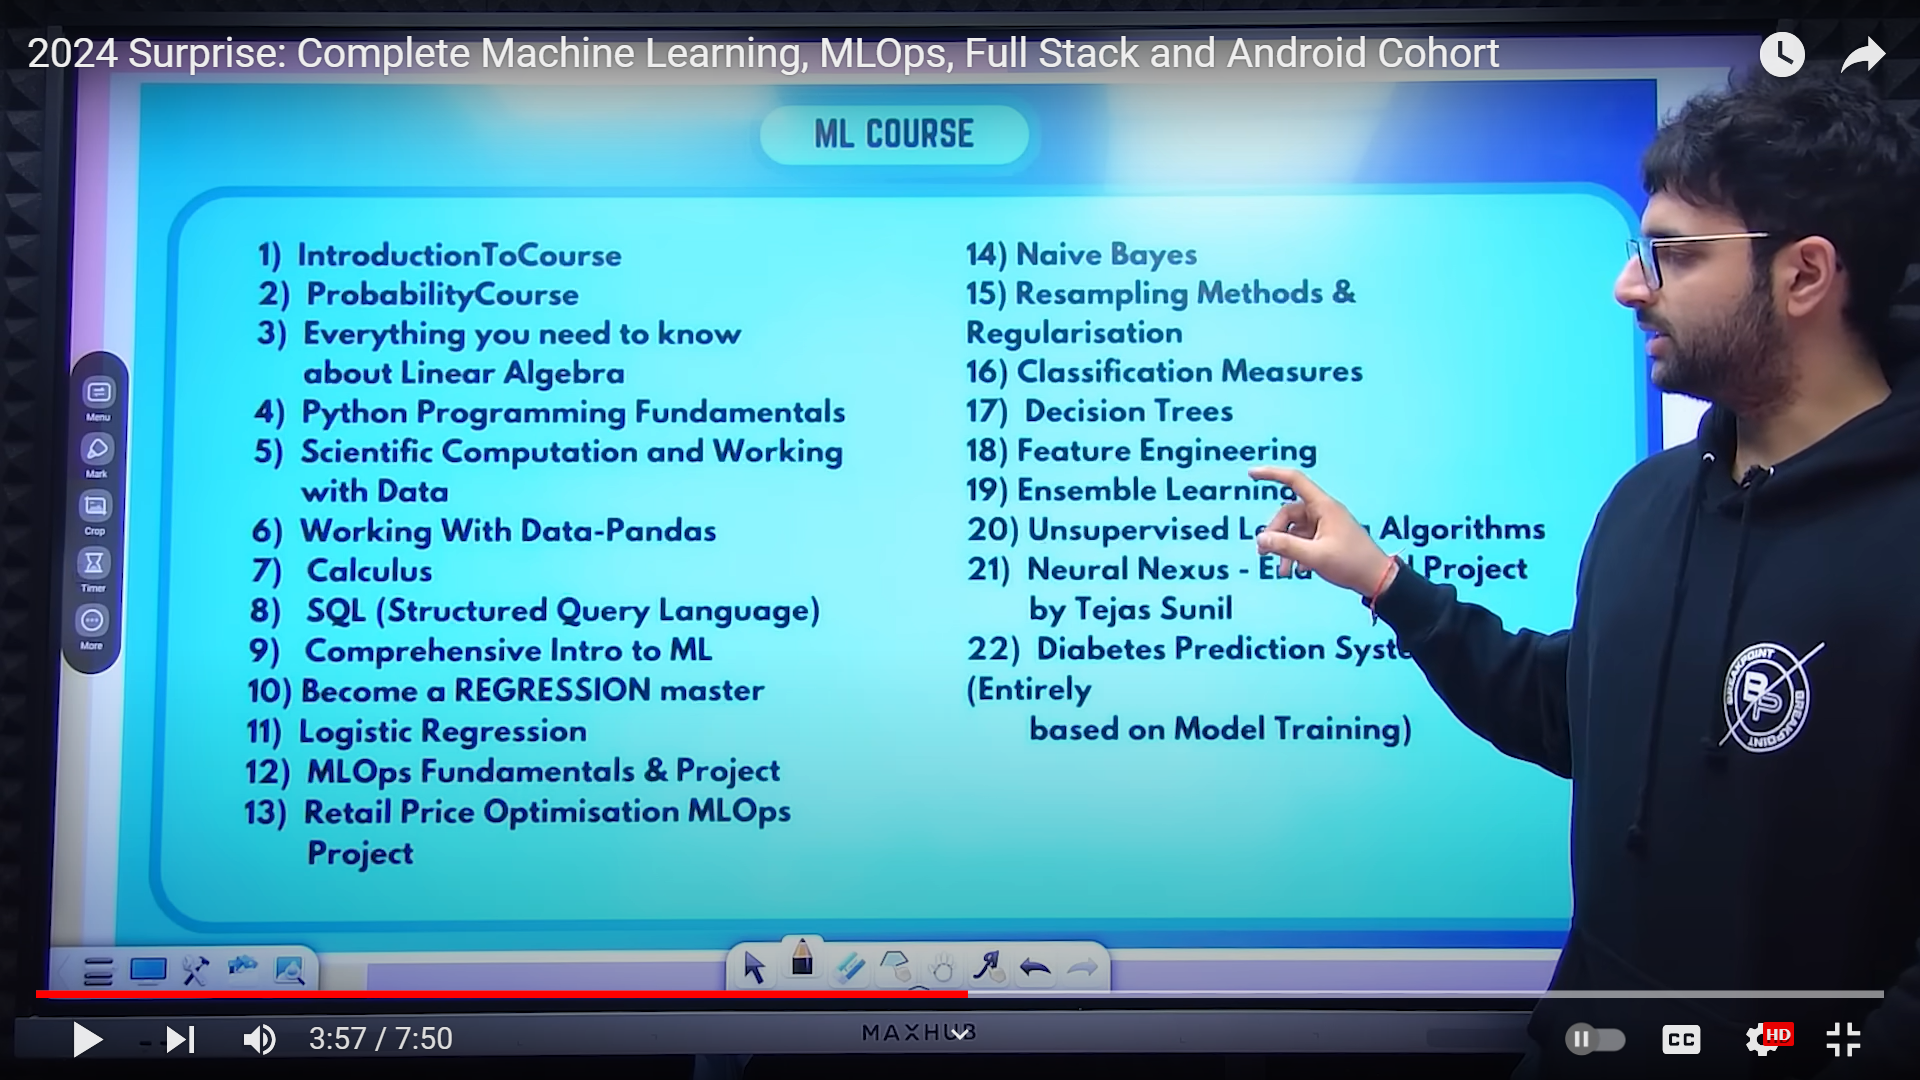 2024 Surprise: Complete Machine Learning, MLOps, Full Stack and Android Cohort
ML COURSE
1) IntroductionToCourse
2) ProbabilityCourse
3) Everything you need to know
about Linear Algebra
4) Python Programming Fundamentals
5) Scientific Computation and Working
with Data
6) Working With Data-Pandas
7) Calculus
8) SQL (Structured Query Language)
9) Comprehensive Intro to ML
10) Become a REGRESSION master
11) Logistic Regression
12) MLOps Fundamentals & Project
13) Retail Price Optimisation MLOps
Project
14) Naive Bayes
15) Resampling Methods &
Regularisation
16) Classification Measures
17) Decision Trees
18) Feature Engineering
19) Ensemble Learning
20) Unsupervised Algorithms
21) Neural Nexus - Project
by Tejas Sunil
22) Diabetes Prediction
(Entirely
based on Model Training)
Menu
Mark
Crop
Timer
More
BREAKPOINT
BP
BREAKPOINT
MAXHUB
3:57 / 7:50
CC
HD